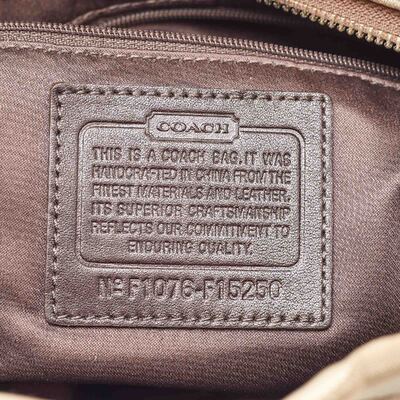 COACH
THIS IS A COACH BAG. IT WAS
HANDCRAFTED IN CHINA FROM THE
FINEST MATERIALS AND LEATHER.
ITS SUPERIOR CRAFTSMANSHIP
REFLECTS OUR COMMITMENT TO
ENDURING QUALITY.
Nº F1076-F15250